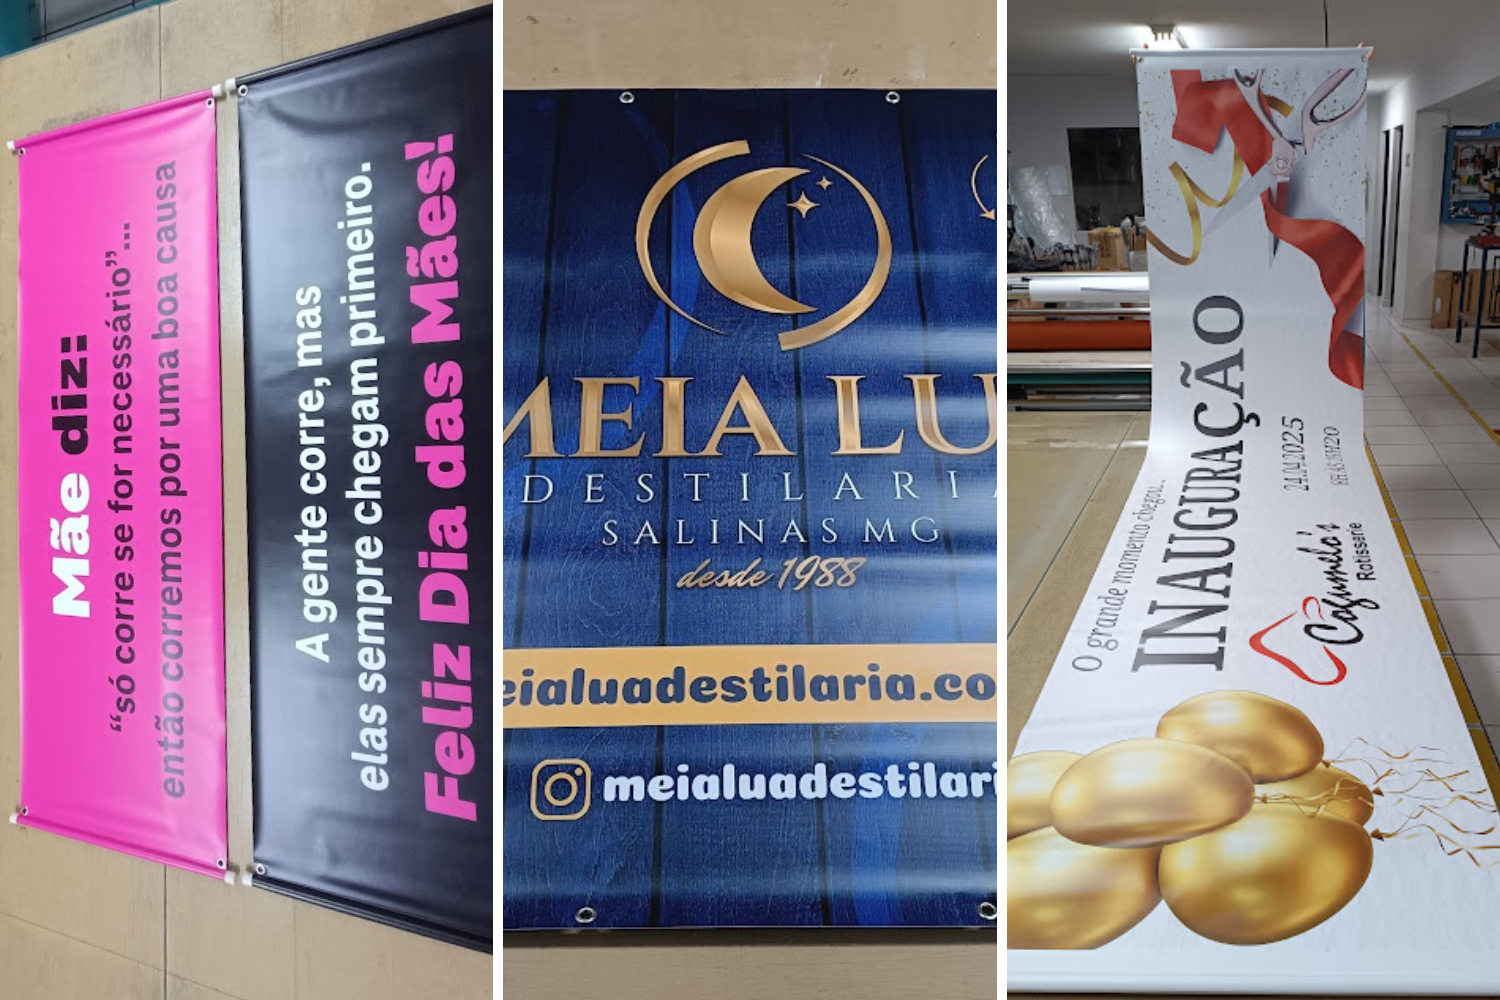 Mãe diz:
“só corre se for necessário”...
então corremos por uma boa causa
A gente corre, mas
elas sempre chegam primeiro.
Feliz Dia das Mães!
MEIA LU
DESTILARIA
SALINAS MG
desde 1988
eialuadestilaria.co
meialuadestilari
O grande momento chegou...
INAUGURAÇÃO
24.04.2025
Cogumelo's
Rotisserie